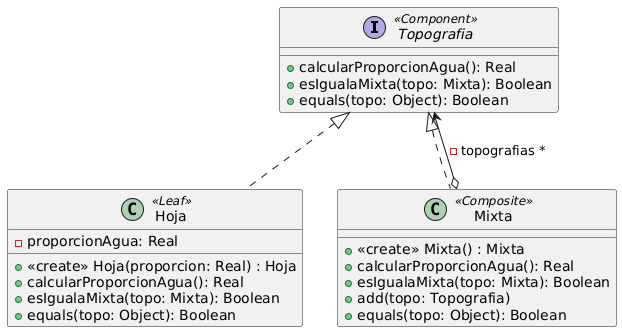 I
«Component»
Topografia
calcularProporcionAgua(): Real
esIgualaMixta(topo: Mixta): Boolean
equals(topo: Object): Boolean
topografias *
C
«Leaf»
Hoja
proporcionAgua: Real
«create» Hoja(proporcion: Real) : Hoja
calcularProporcionAgua(): Real
esIgualaMixta(topo: Mixta): Boolean
equals(topo: Object): Boolean
C
«Composite»
Mixta
«create» Mixta() : Mixta
calcularProporcionAgua(): Real
esIgualaMixta(topo: Mixta): Boolean
add(topo: Topografia)
equals(topo: Object): Boolean